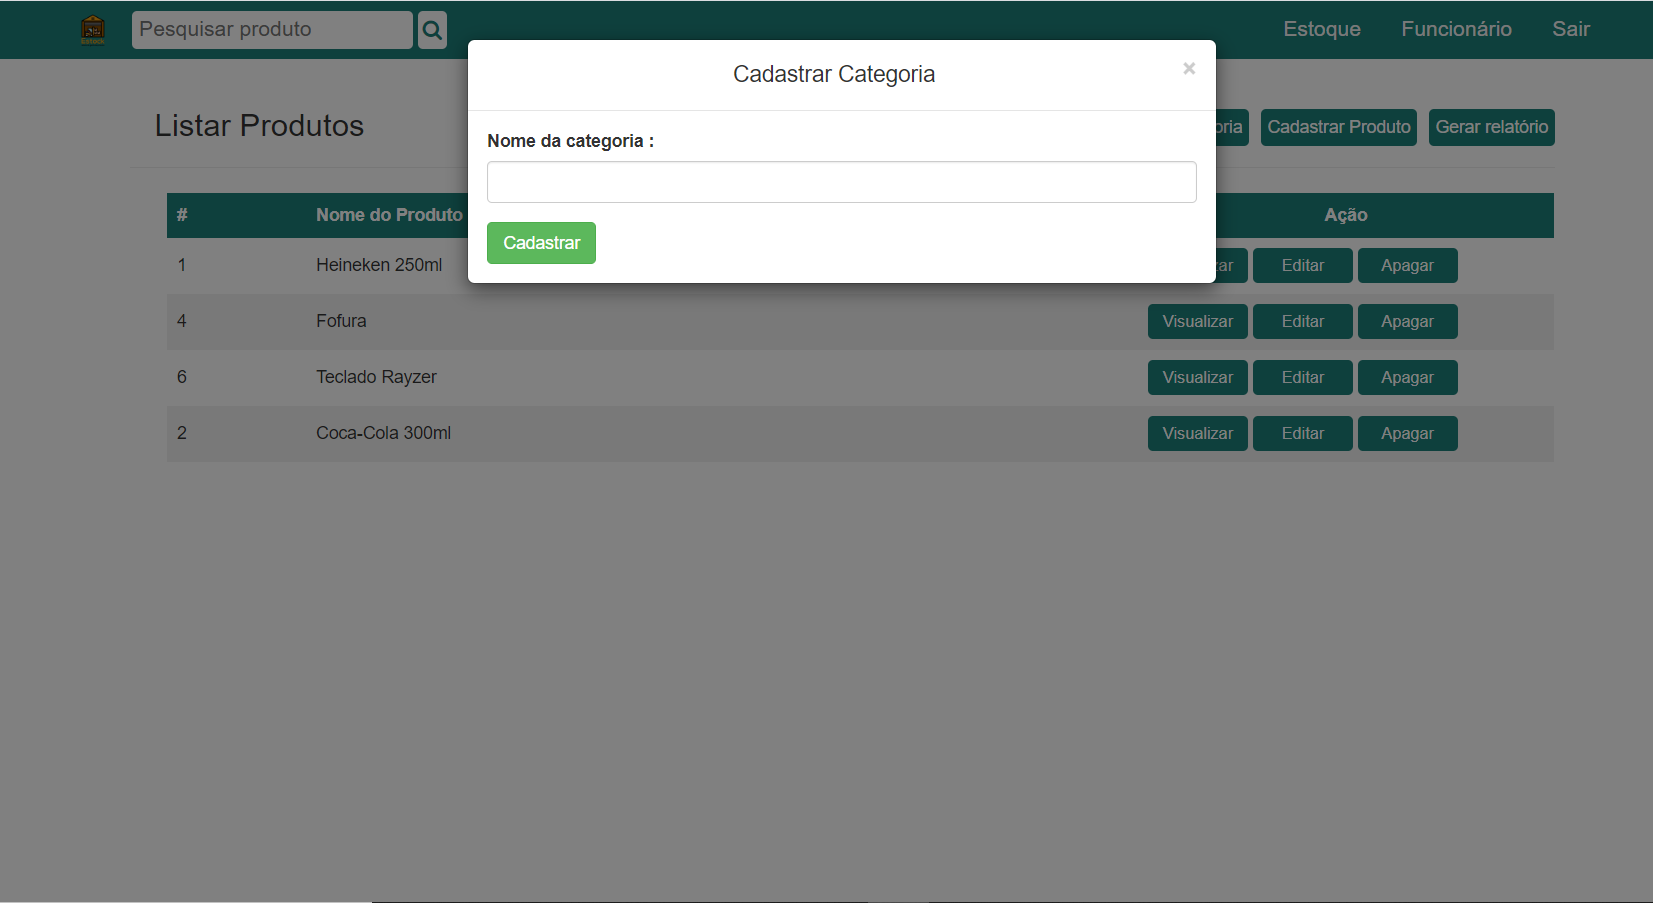 Pesquisar produto
Estoque Funcionário Sair
Cadastrar Categoria ×
Listar Produtos
Cadastrar Produto Gerar relatório
Nome da categoria :
Cadastrar
# Nome do Produto Ação
1 Heineken 250ml Editar Apagar
4 Fofura Visualizar Editar Apagar
6 Teclado Rayzer Visualizar Editar Apagar
2 Coca-Cola 300ml Visualizar Editar Apagar